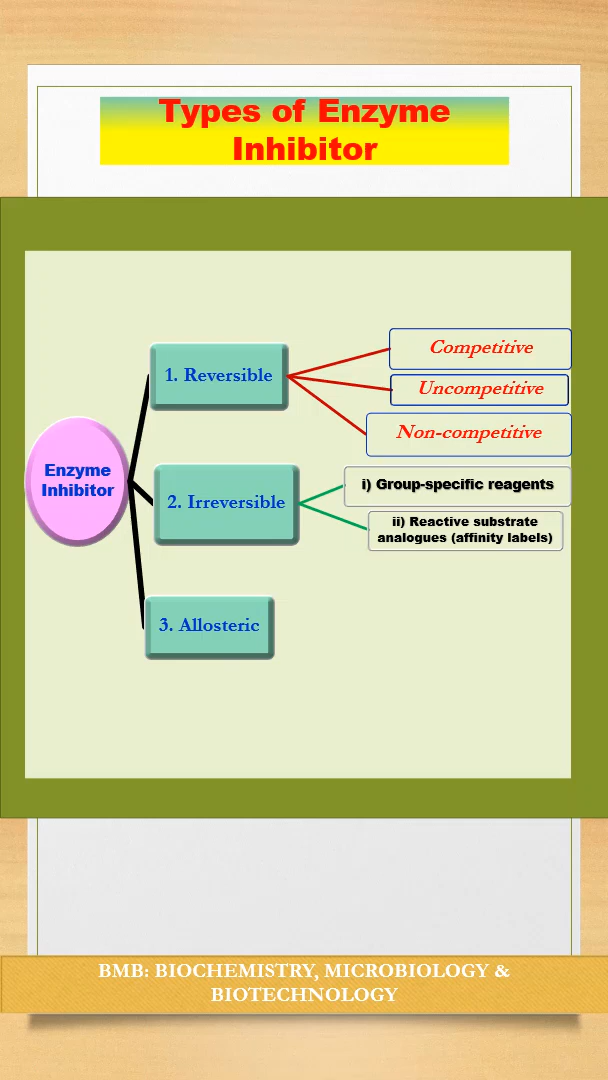 Types of Enzyme
Inhibitor
Enzyme
Inhibitor
1. Reversible
Competitive
Uncompetitive
Non-competitive
2. Irreversible
i) Group-specific reagents
ii) Reactive substrate
analogues (affinity labels)
3. Allosteric
BMB: BIOCHEMISTRY, MICROBIOLOGY &
BIOTECHNOLOGY